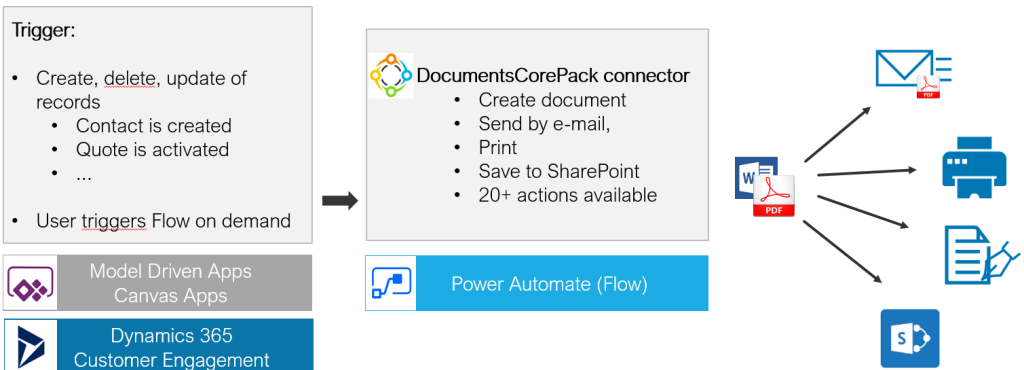 Trigger:
• Create, delete, update of
records
• Contact is created
• Quote is activated
• ...
• User triggers Flow on demand
Model Driven Apps
Canvas Apps
Dynamics 365
Customer Engagement
DocumentsCorePack connector
• Create document
• Send by e-mail,
• Print
• Save to SharePoint
• 20+ actions available
Power Automate (Flow)
PDF
W
PDF
S